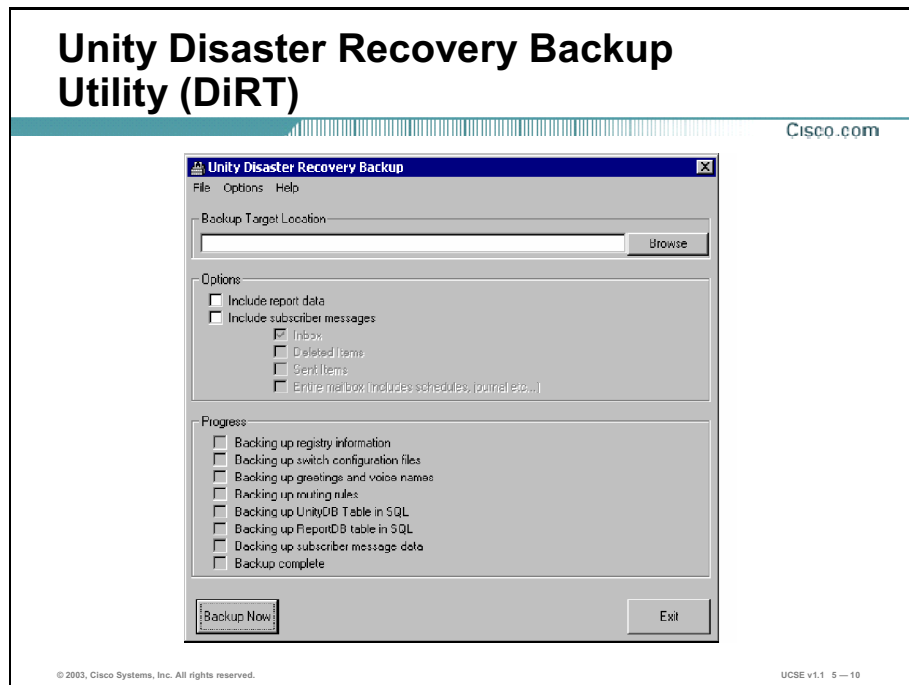 Unity Disaster Recovery Backup
Utility (DiRT)
Cisco.com
Unity Disaster Recovery Backup
File Options Help
Backup Target Location
Browse
Options
Include report data
Include subscriber messages
Inbox
Deleted Items
Sent Items
Entire mailbox (includes schedules, journal etc...)
Progress
Backing up registry information
Backing up switch configuration files
Backing up greetings and voice names
Backing up routing rules
Backing up UnityDB Table in SQL
Backing up ReportDB table in SQL
Backing up subscriber message data
Backup complete
Backup Now
Exit
© 2003, Cisco Systems, Inc. All rights reserved.
UCSE v1.1 5—10